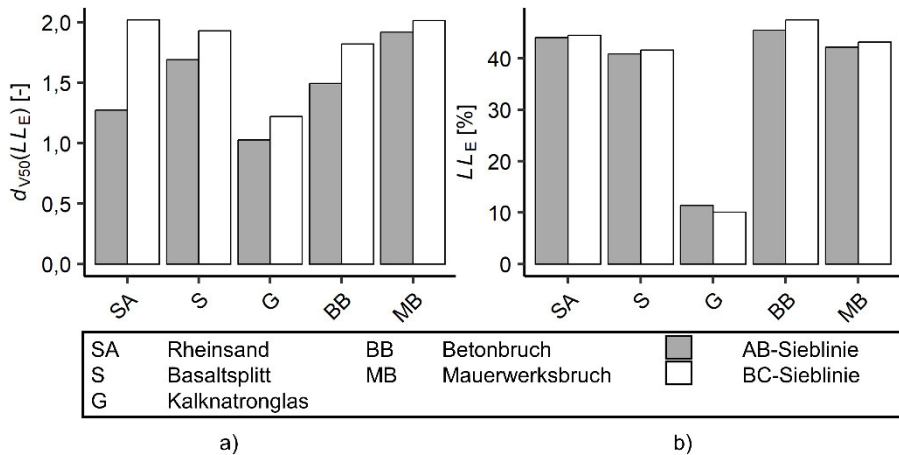 2,0
1,5
1,0
0,5
0,0
dV50(LLE) [-]
SA S G BB MB
40
30
20
10
0
LLE [%]
SA S G BB MB
SA Rheinsand BB Betonbruch AB-Sieblinie
S Basaltsplitt MB Mauerwerksbruch BC-Sieblinie
G Kalknatronglas
a) b)